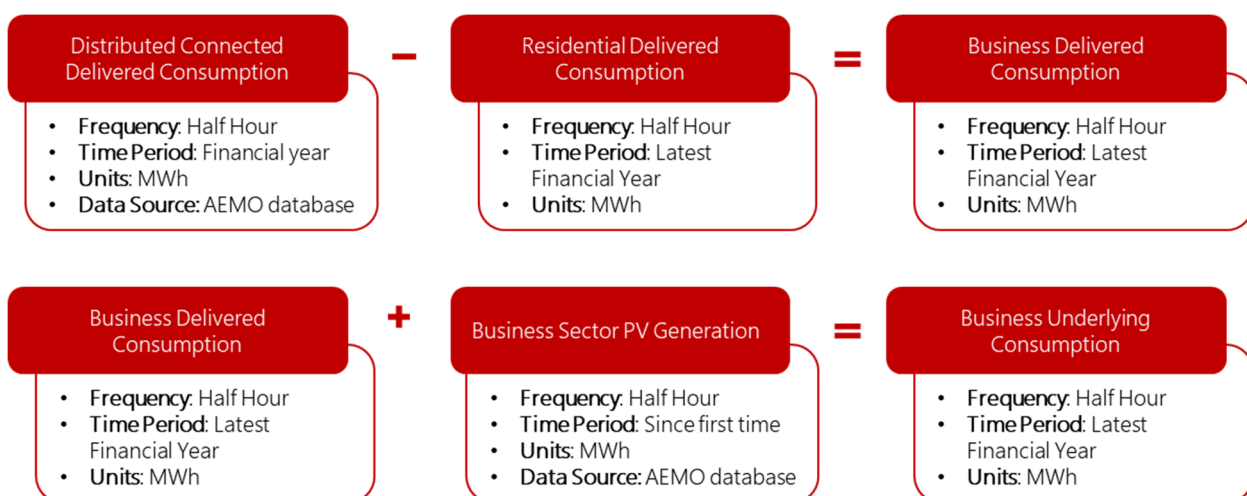 Distributed Connected
Delivered Consumption
• Frequency: Half Hour
• Time Period: Financial year
• Units: MWh
• Data Source: AEMO database
−
Residential Delivered
Consumption
• Frequency: Half Hour
• Time Period: Latest
Financial Year
• Units: MWh
=
Business Delivered
Consumption
• Frequency: Half Hour
• Time Period: Latest
Financial Year
• Units: MWh
Business Delivered
Consumption
• Frequency: Half Hour
• Time Period: Latest
Financial Year
• Units: MWh
+
Business Sector PV Generation
• Frequency: Half Hour
• Time Period: Since first time
• Units: MWh
• Data Source: AEMO database
=
Business Underlying
Consumption
• Frequency: Half Hour
• Time Period: Latest
Financial Year
• Units: MWh